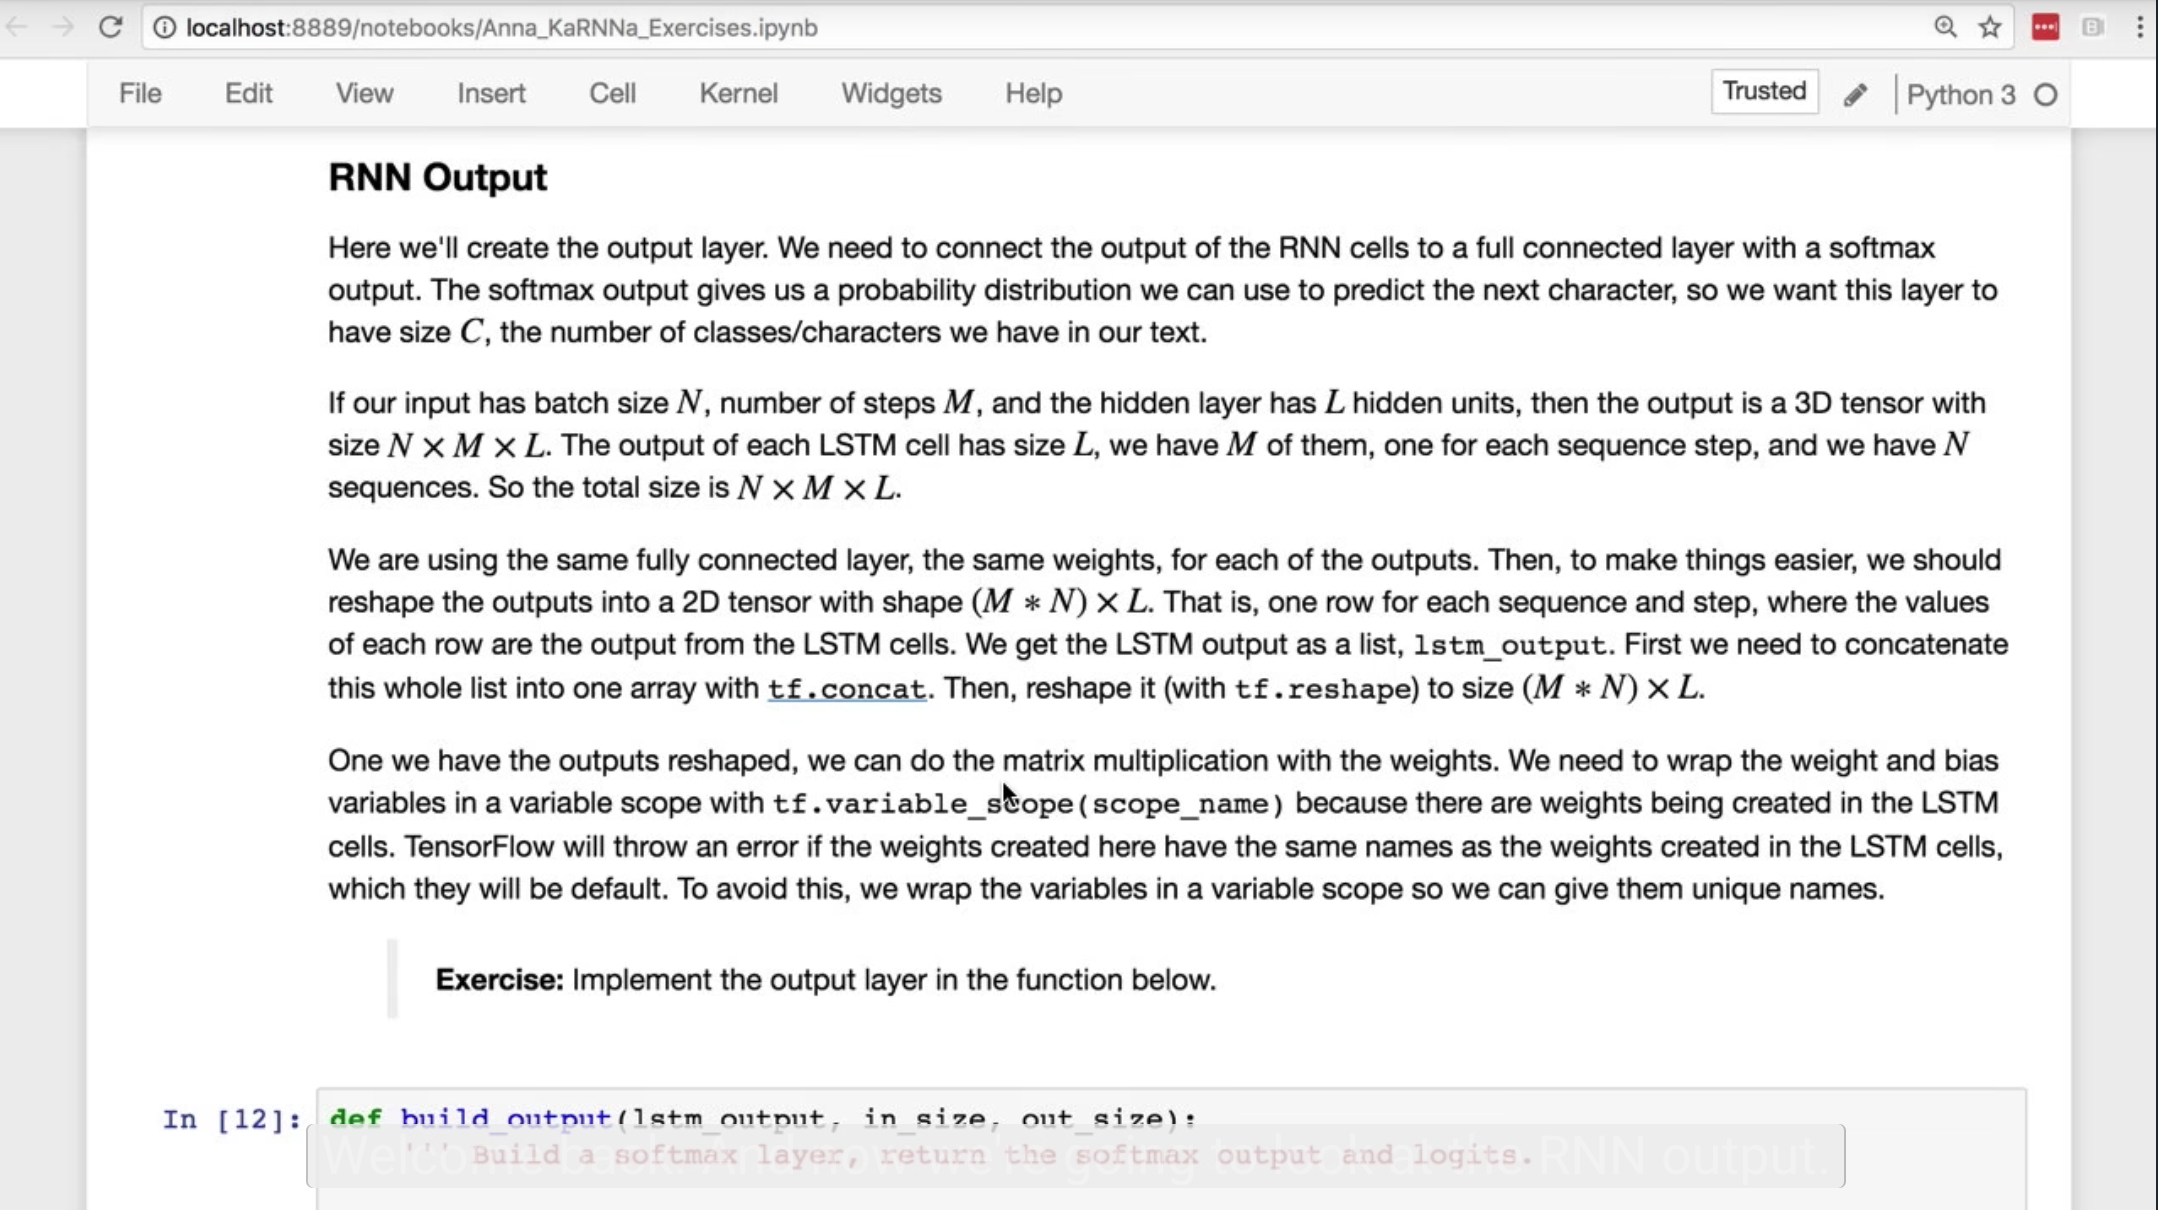 localhost:8889/notebooks/Anna_KaRNNa_Exercises.ipynb
File Edit View Insert Cell Kernel Widgets Help Trusted Python 3
RNN Output
Here we'll create the output layer. We need to connect the output of the RNN cells to a full connected layer with a softmax
output. The softmax output gives us a probability distribution we can use to predict the next character, so we want this layer to
have size C, the number of classes/characters we have in our text.
If our input has batch size N, number of steps M, and the hidden layer has L hidden units, then the output is a 3D tensor with
size N × M × L. The output of each LSTM cell has size L, we have M of them, one for each sequence step, and we have N
sequences. So the total size is N × M × L.
We are using the same fully connected layer, the same weights, for each of the outputs. Then, to make things easier, we should
reshape the outputs into a 2D tensor with shape (M * N) × L. That is, one row for each sequence and step, where the values
of each row are the output from the LSTM cells. We get the LSTM output as a list, lstm_output. First we need to concatenate
this whole list into one array with tf.concat. Then, reshape it (with tf.reshape) to size (M * N) × L.
One we have the outputs reshaped, we can do the matrix multiplication with the weights. We need to wrap the weight and bias
variables in a variable scope with tf.variable_scope(scope_name) because there are weights being created in the LSTM
cells. TensorFlow will throw an error if the weights created here have the same names as the weights created in the LSTM cells,
which they will be default. To avoid this, we wrap the variables in a variable scope so we can give them unique names.
Exercise: Implement the output layer in the function below.
In [12]: def build_output(lstm_output, in_size, out_size):
''' Build a softmax layer, return the softmax output and logits.
Welcome back. And now we're going to look at the RNN output.